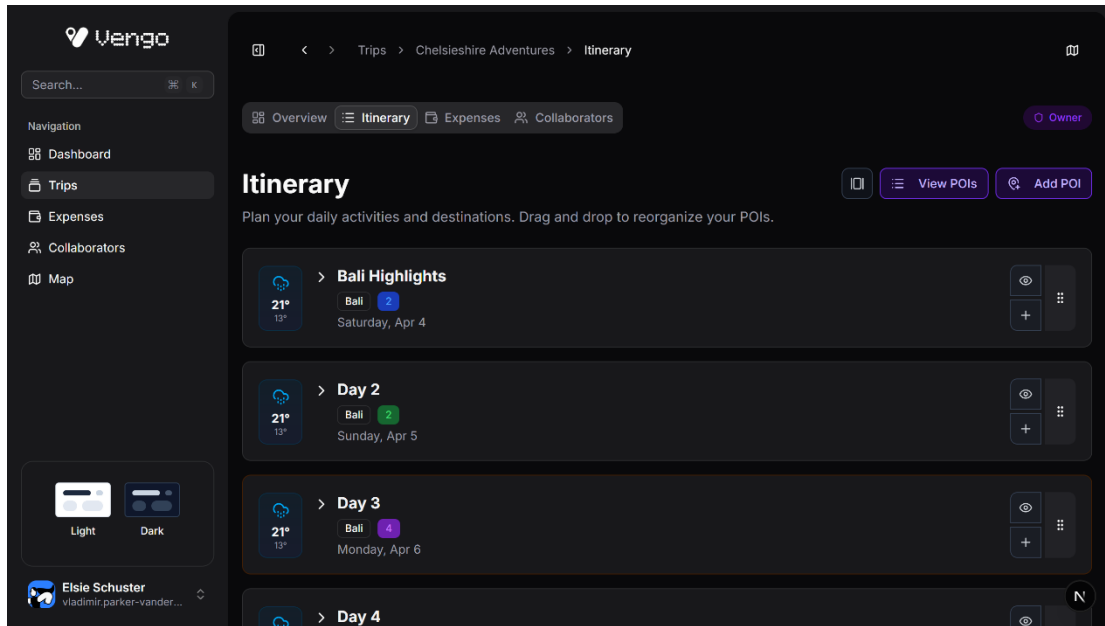 Vengo
Search... ⌘ K
Navigation
Dashboard
Trips
Expenses
Collaborators
Map
Light Dark
Elsie Schuster
vladimir.parker-vander...
Trips > Chelsieshire Adventures > Itinerary
Overview Itinerary Expenses Collaborators
Owner
Itinerary
View POIs Add POI
Plan your daily activities and destinations. Drag and drop to reorganize your POIs.
21°
13°
Bali Highlights
Bali 2
Saturday, Apr 4
21°
13°
Day 2
Bali 2
Sunday, Apr 5
21°
13°
Day 3
Bali 4
Monday, Apr 6
Day 4
N